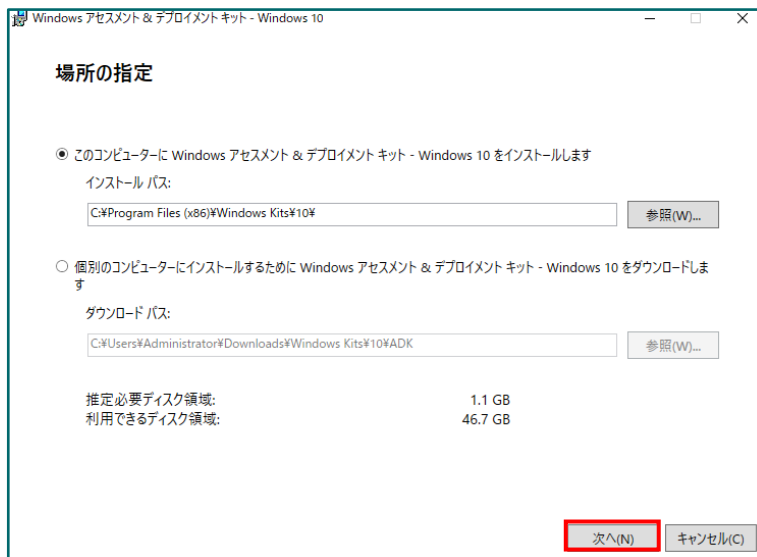 Windows アセスメント & デプロイメント キット - Windows 10
場所の指定
このコンピューターに Windows アセスメント & デプロイメント キット - Windows 10 をインストールします
インストール パス:
C:¥Program Files (x86)¥Windows Kits¥10¥
参照(W)...
個別のコンピューターにインストールするために Windows アセスメント & デプロイメント キット - Windows 10 をダウンロードしま
す
ダウンロード パス:
C:¥Users¥Administrator¥Downloads¥Windows Kits¥10¥ADK
参照(W)...
推定必要ディスク領域: 1.1 GB
利用できるディスク領域: 46.7 GB
次へ(N) キャンセル(C)